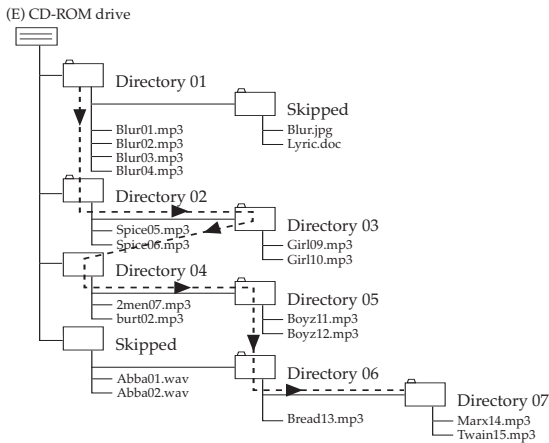 (E) CD-ROM drive
Directory 01
Skipped
Blur01.mp3
Blur02.mp3
Blur03.mp3
Blur04.mp3
Blur.jpg
Lyric.doc
Directory 02
Directory 03
Spice05.mp3
Spice06.mp3
Girl09.mp3
Girl10.mp3
Directory 04
Directory 05
2men07.mp3
burt02.mp3
Boyz11.mp3
Boyz12.mp3
Skipped
Directory 06
Abba01.wav
Abba02.wav
Directory 07
Bread13.mp3
Marx14.mp3
Twain15.mp3